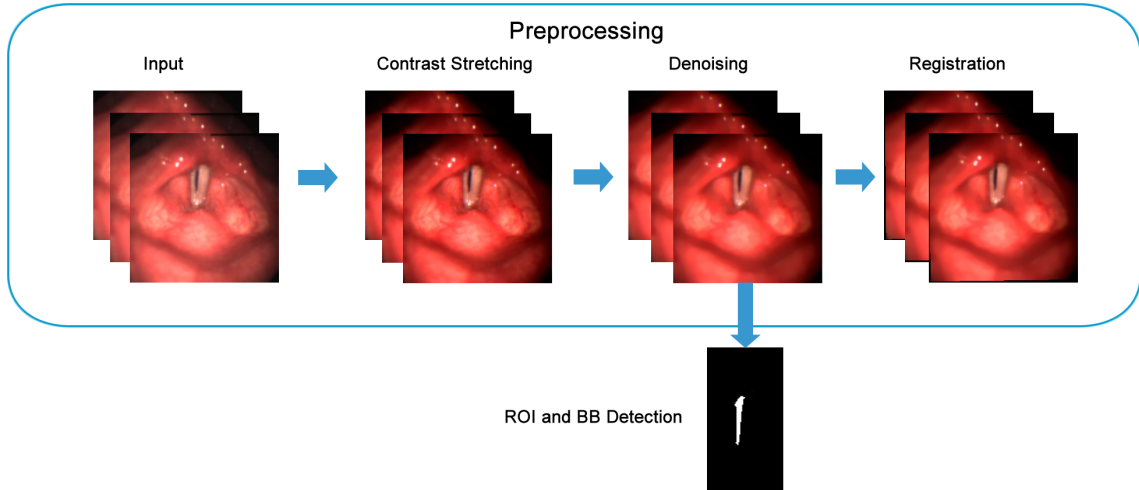 Preprocessing
Input
Contrast Stretching
Denoising
Registration
ROI and BB Detection